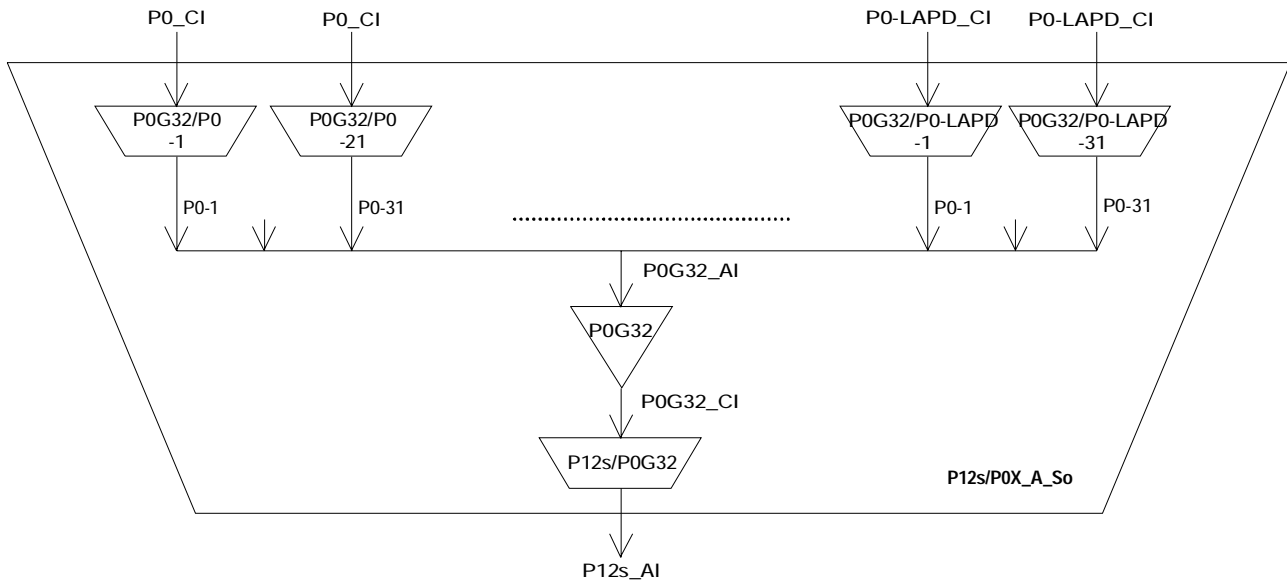 P0_CI
P0_CI
P0-LAPD_CI
P0-LAPD_CI
P0G32/P0
-1
P0G32/P0
-21
P0G32/P0-LAPD
-1
P0G32/P0-LAPD
-31
P0-1
P0-31
P0-1
P0-31
P0G32_AI
P0G32
P0G32_CI
P12s/P0G32
P12s/P0X_A_So
P12s_AI